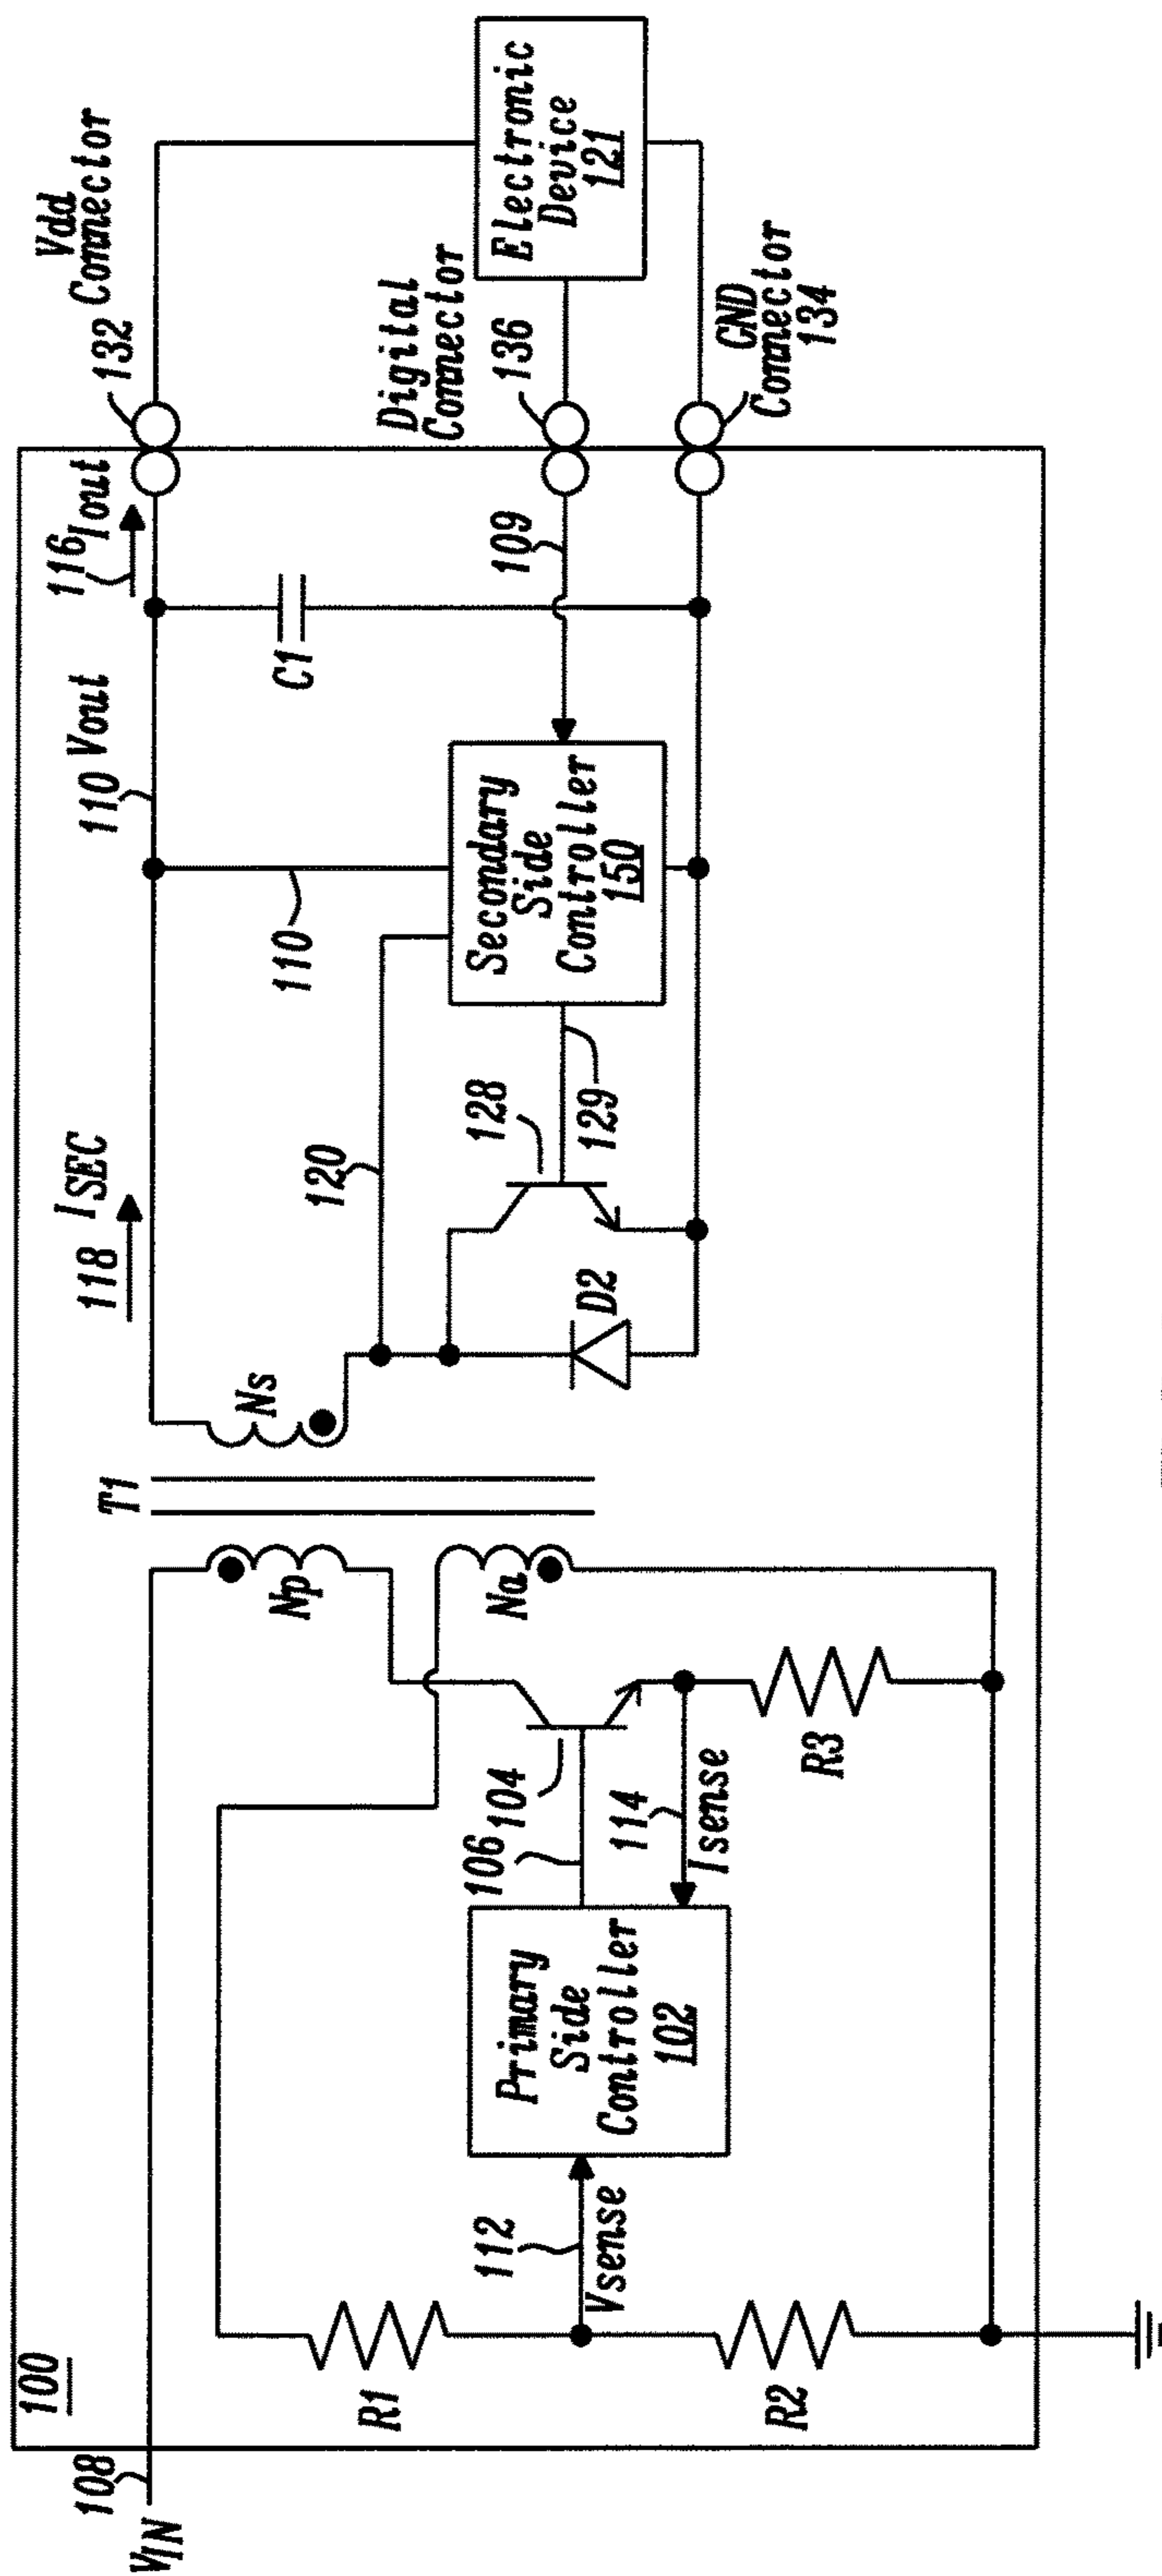 100
108
VIN
R1
R2
112
Vsense
Primary
Side
Controller
102
106
104
114
Isense
R3
Np
Na
T1
Ns
118 ISEC
120
D2
128
129
110 Vout
110
Secondary
Side
Controller
150
C1
116 Iout
109
132
Vdd
Connector
Digital
Connector
136
GND
Connector
134
Electronic
Device
121